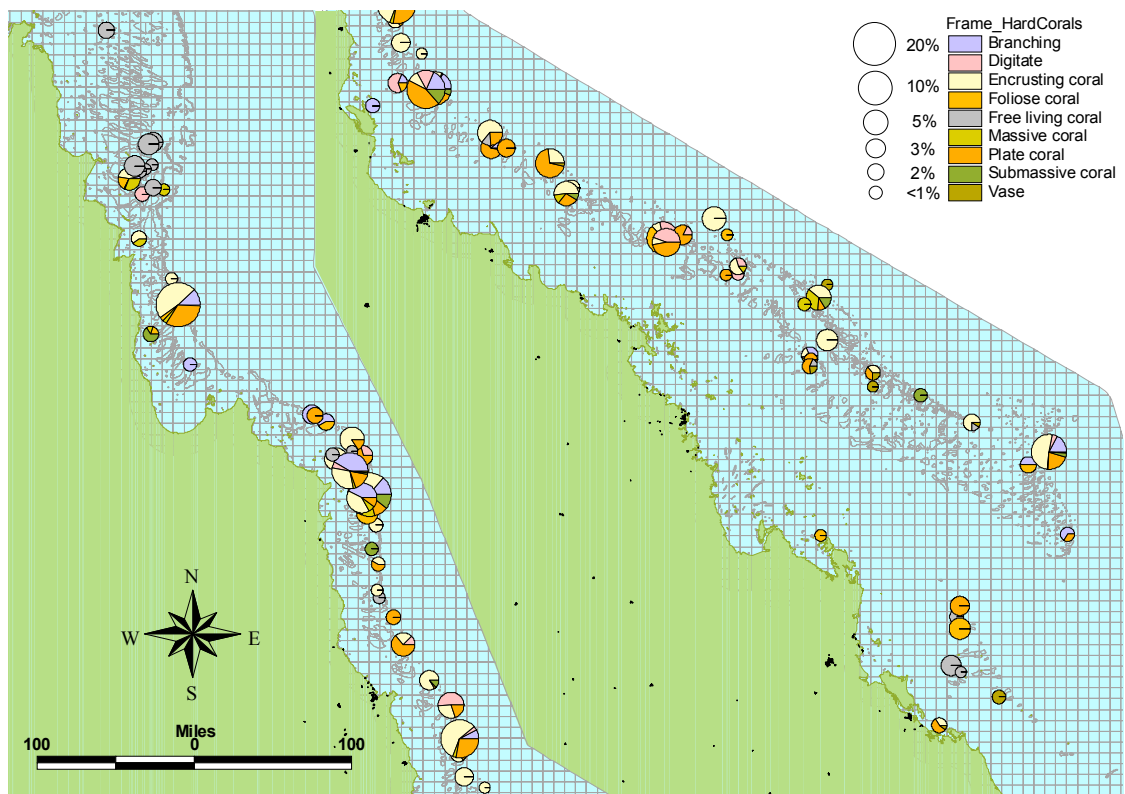 Frame_HardCorals
20% Branching
Digitate
10% Encrusting coral
Foliose coral
5% Free living coral
3% Massive coral
Plate coral
2% Submassive coral
<1% Vase
N
W E
S
Miles
100 0 100